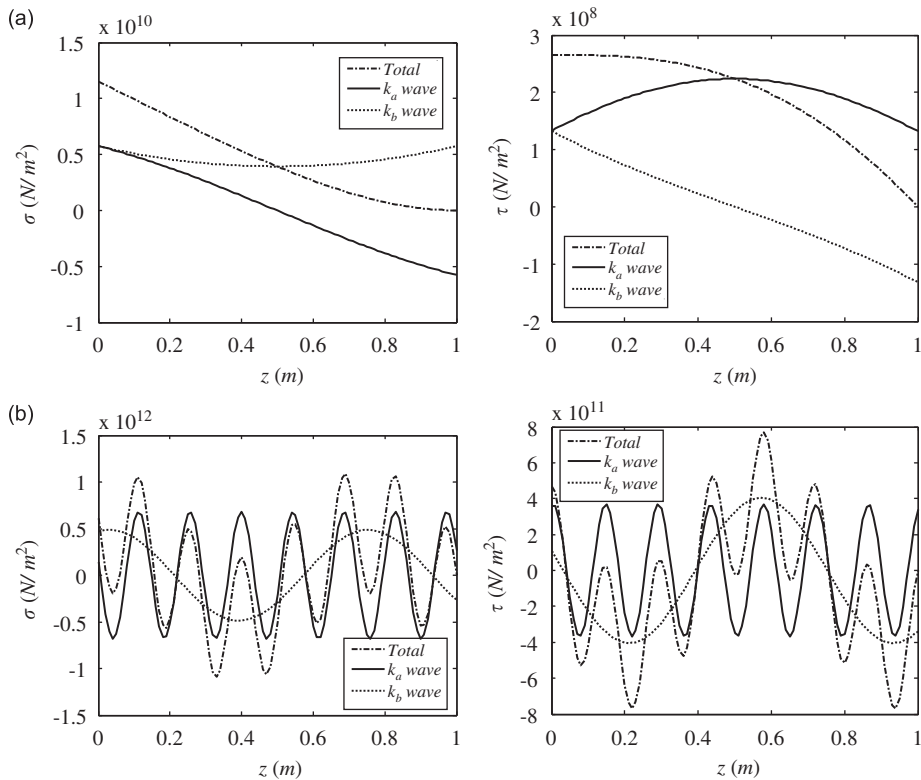 (a)
x 10^10
1.5
1
0.5
0
-0.5
-1
σ (N/m²)
0 0.2 0.4 0.6 0.8 1
z (m)
Total
k_a wave
k_b wave
x 10^8
3
2
1
0
-1
-2
τ (N/m²)
0 0.2 0.4 0.6 0.8 1
z (m)
Total
k_a wave
k_b wave
(b)
x 10^12
1.5
1
0.5
0
-0.5
-1
-1.5
σ (N/m²)
0 0.2 0.4 0.6 0.8 1
z (m)
Total
k_a wave
k_b wave
x 10^11
8
6
4
2
0
-2
-4
-6
-8
τ (N/m²)
0 0.2 0.4 0.6 0.8 1
z (m)
Total
k_a wave
k_b wave